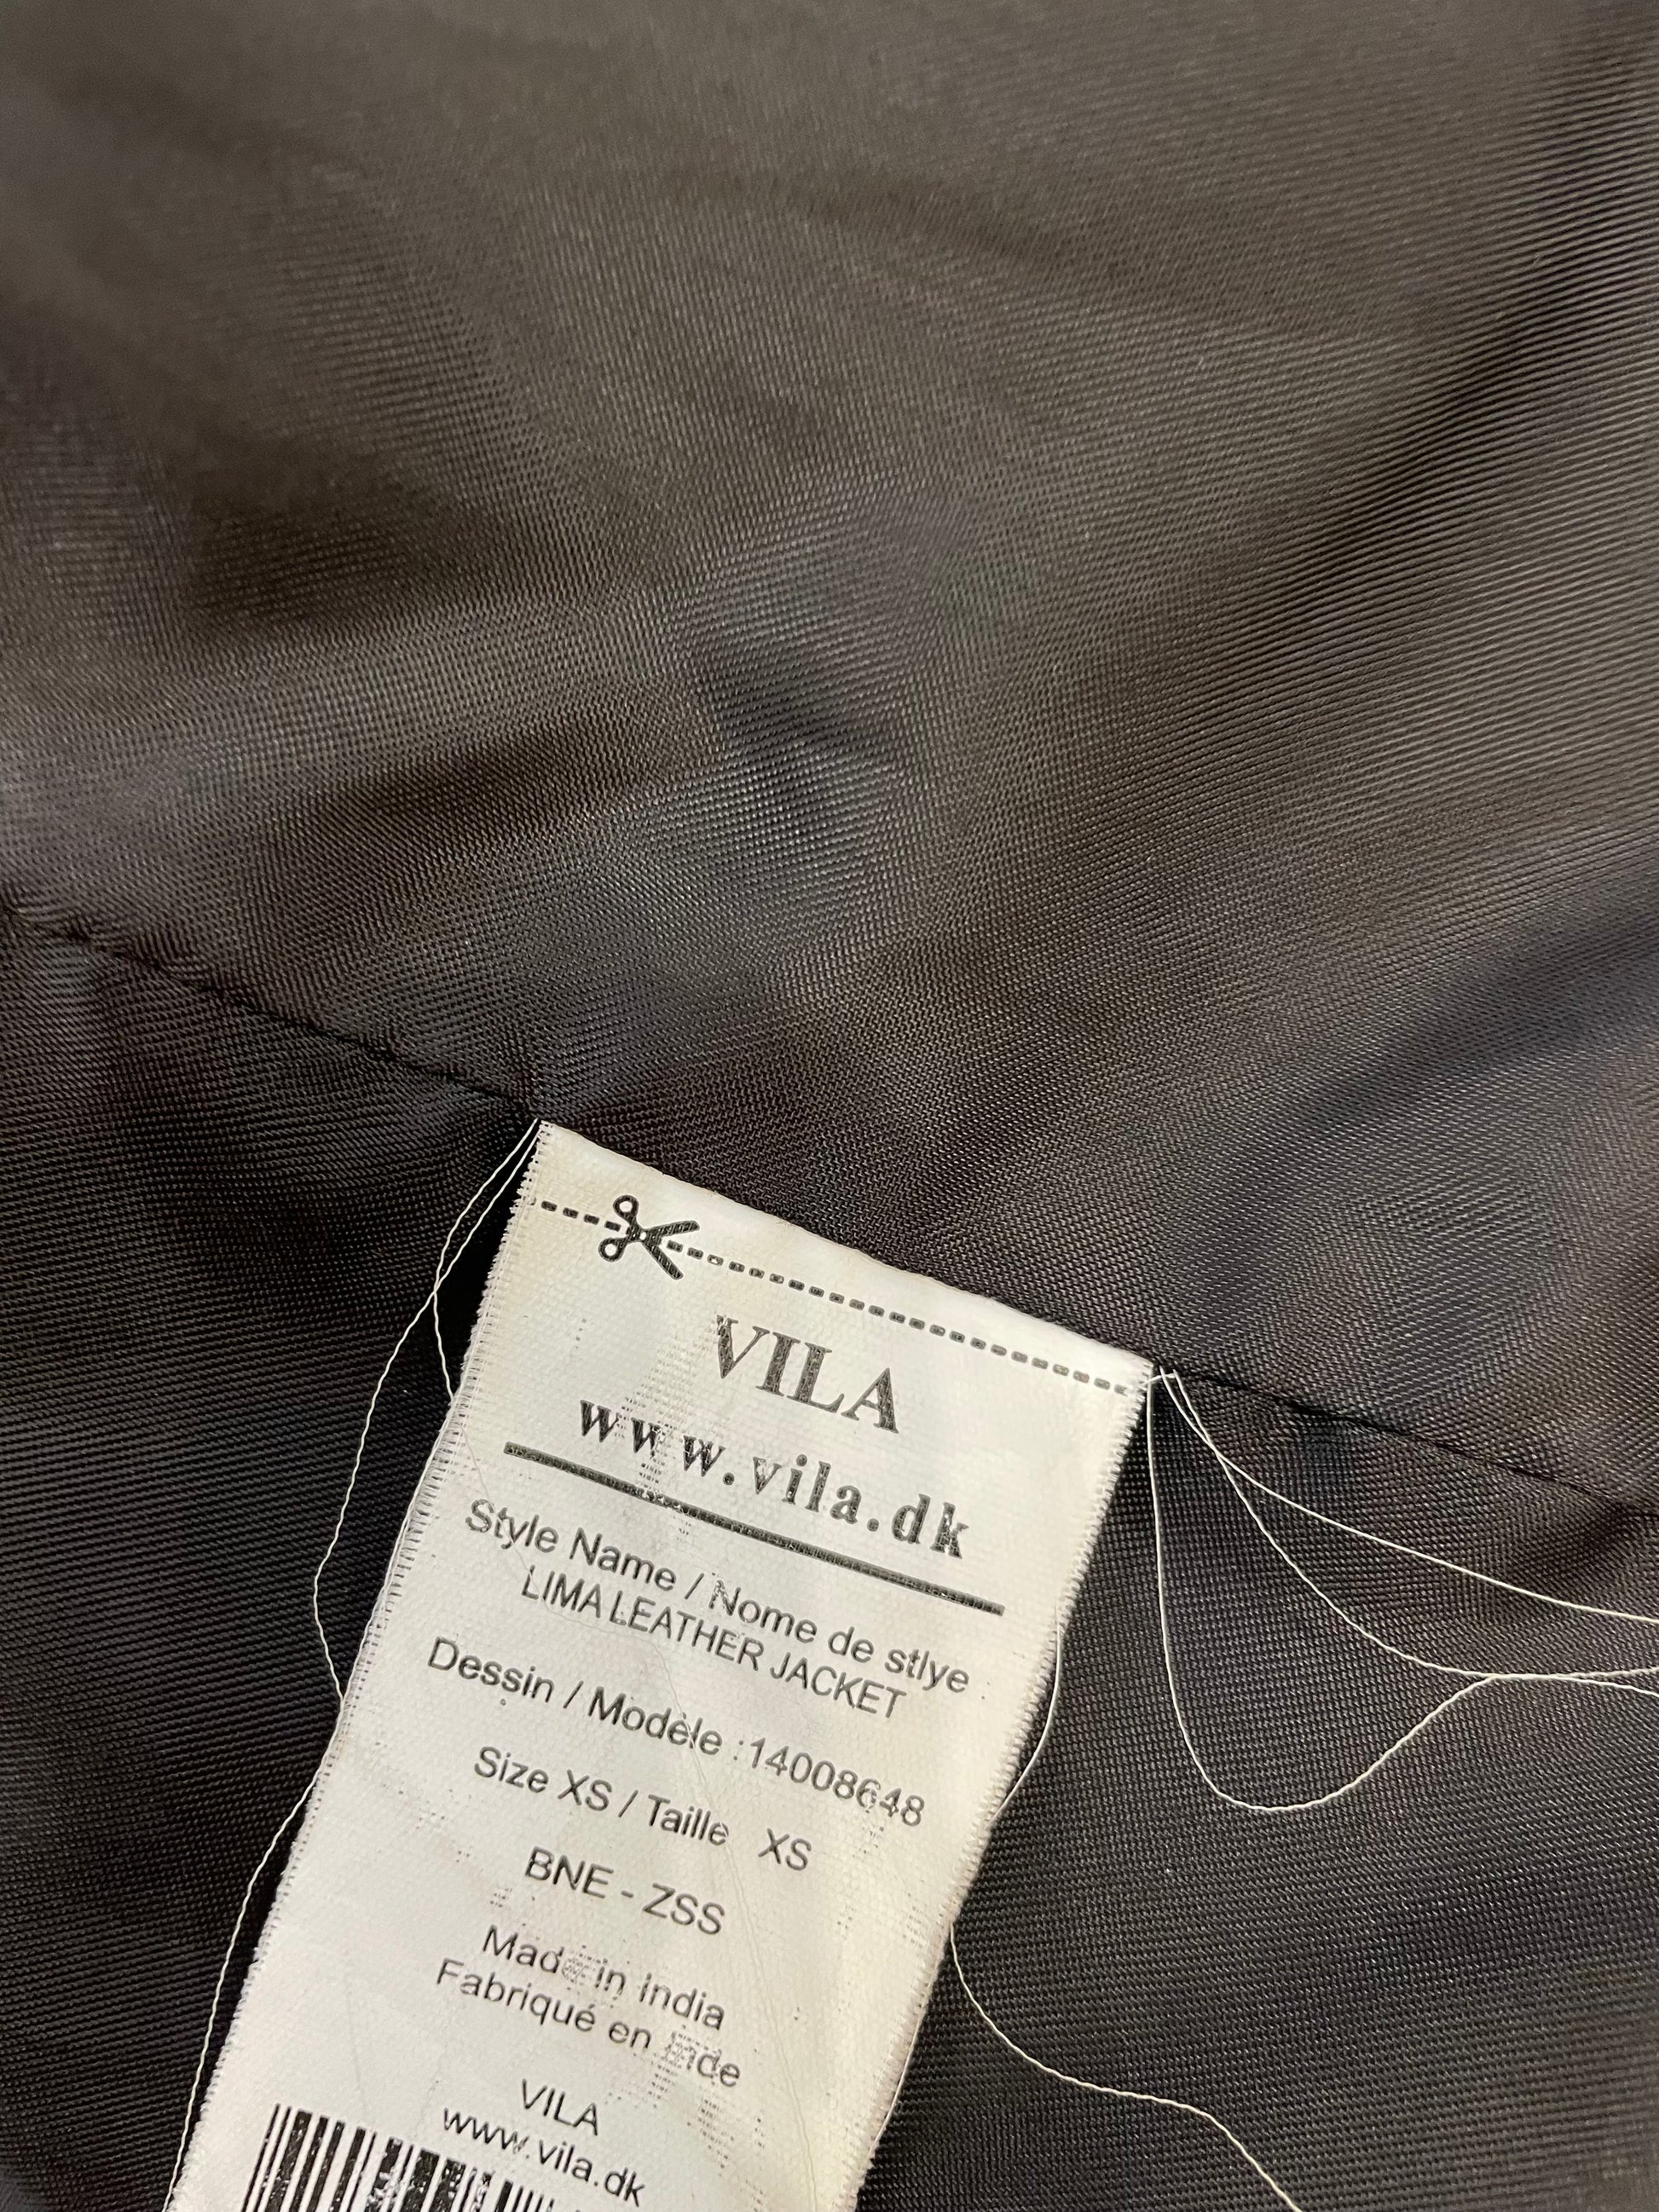 VILA
www.vila.dk
Style Name / Nome de stlye
LIMA LEATHER JACKET
Dessin / Modèle :14008648
Size XS / Taille XS
BNE - ZSS
Made in India
Fabriqué en Inde
VILA
www.vila.dk